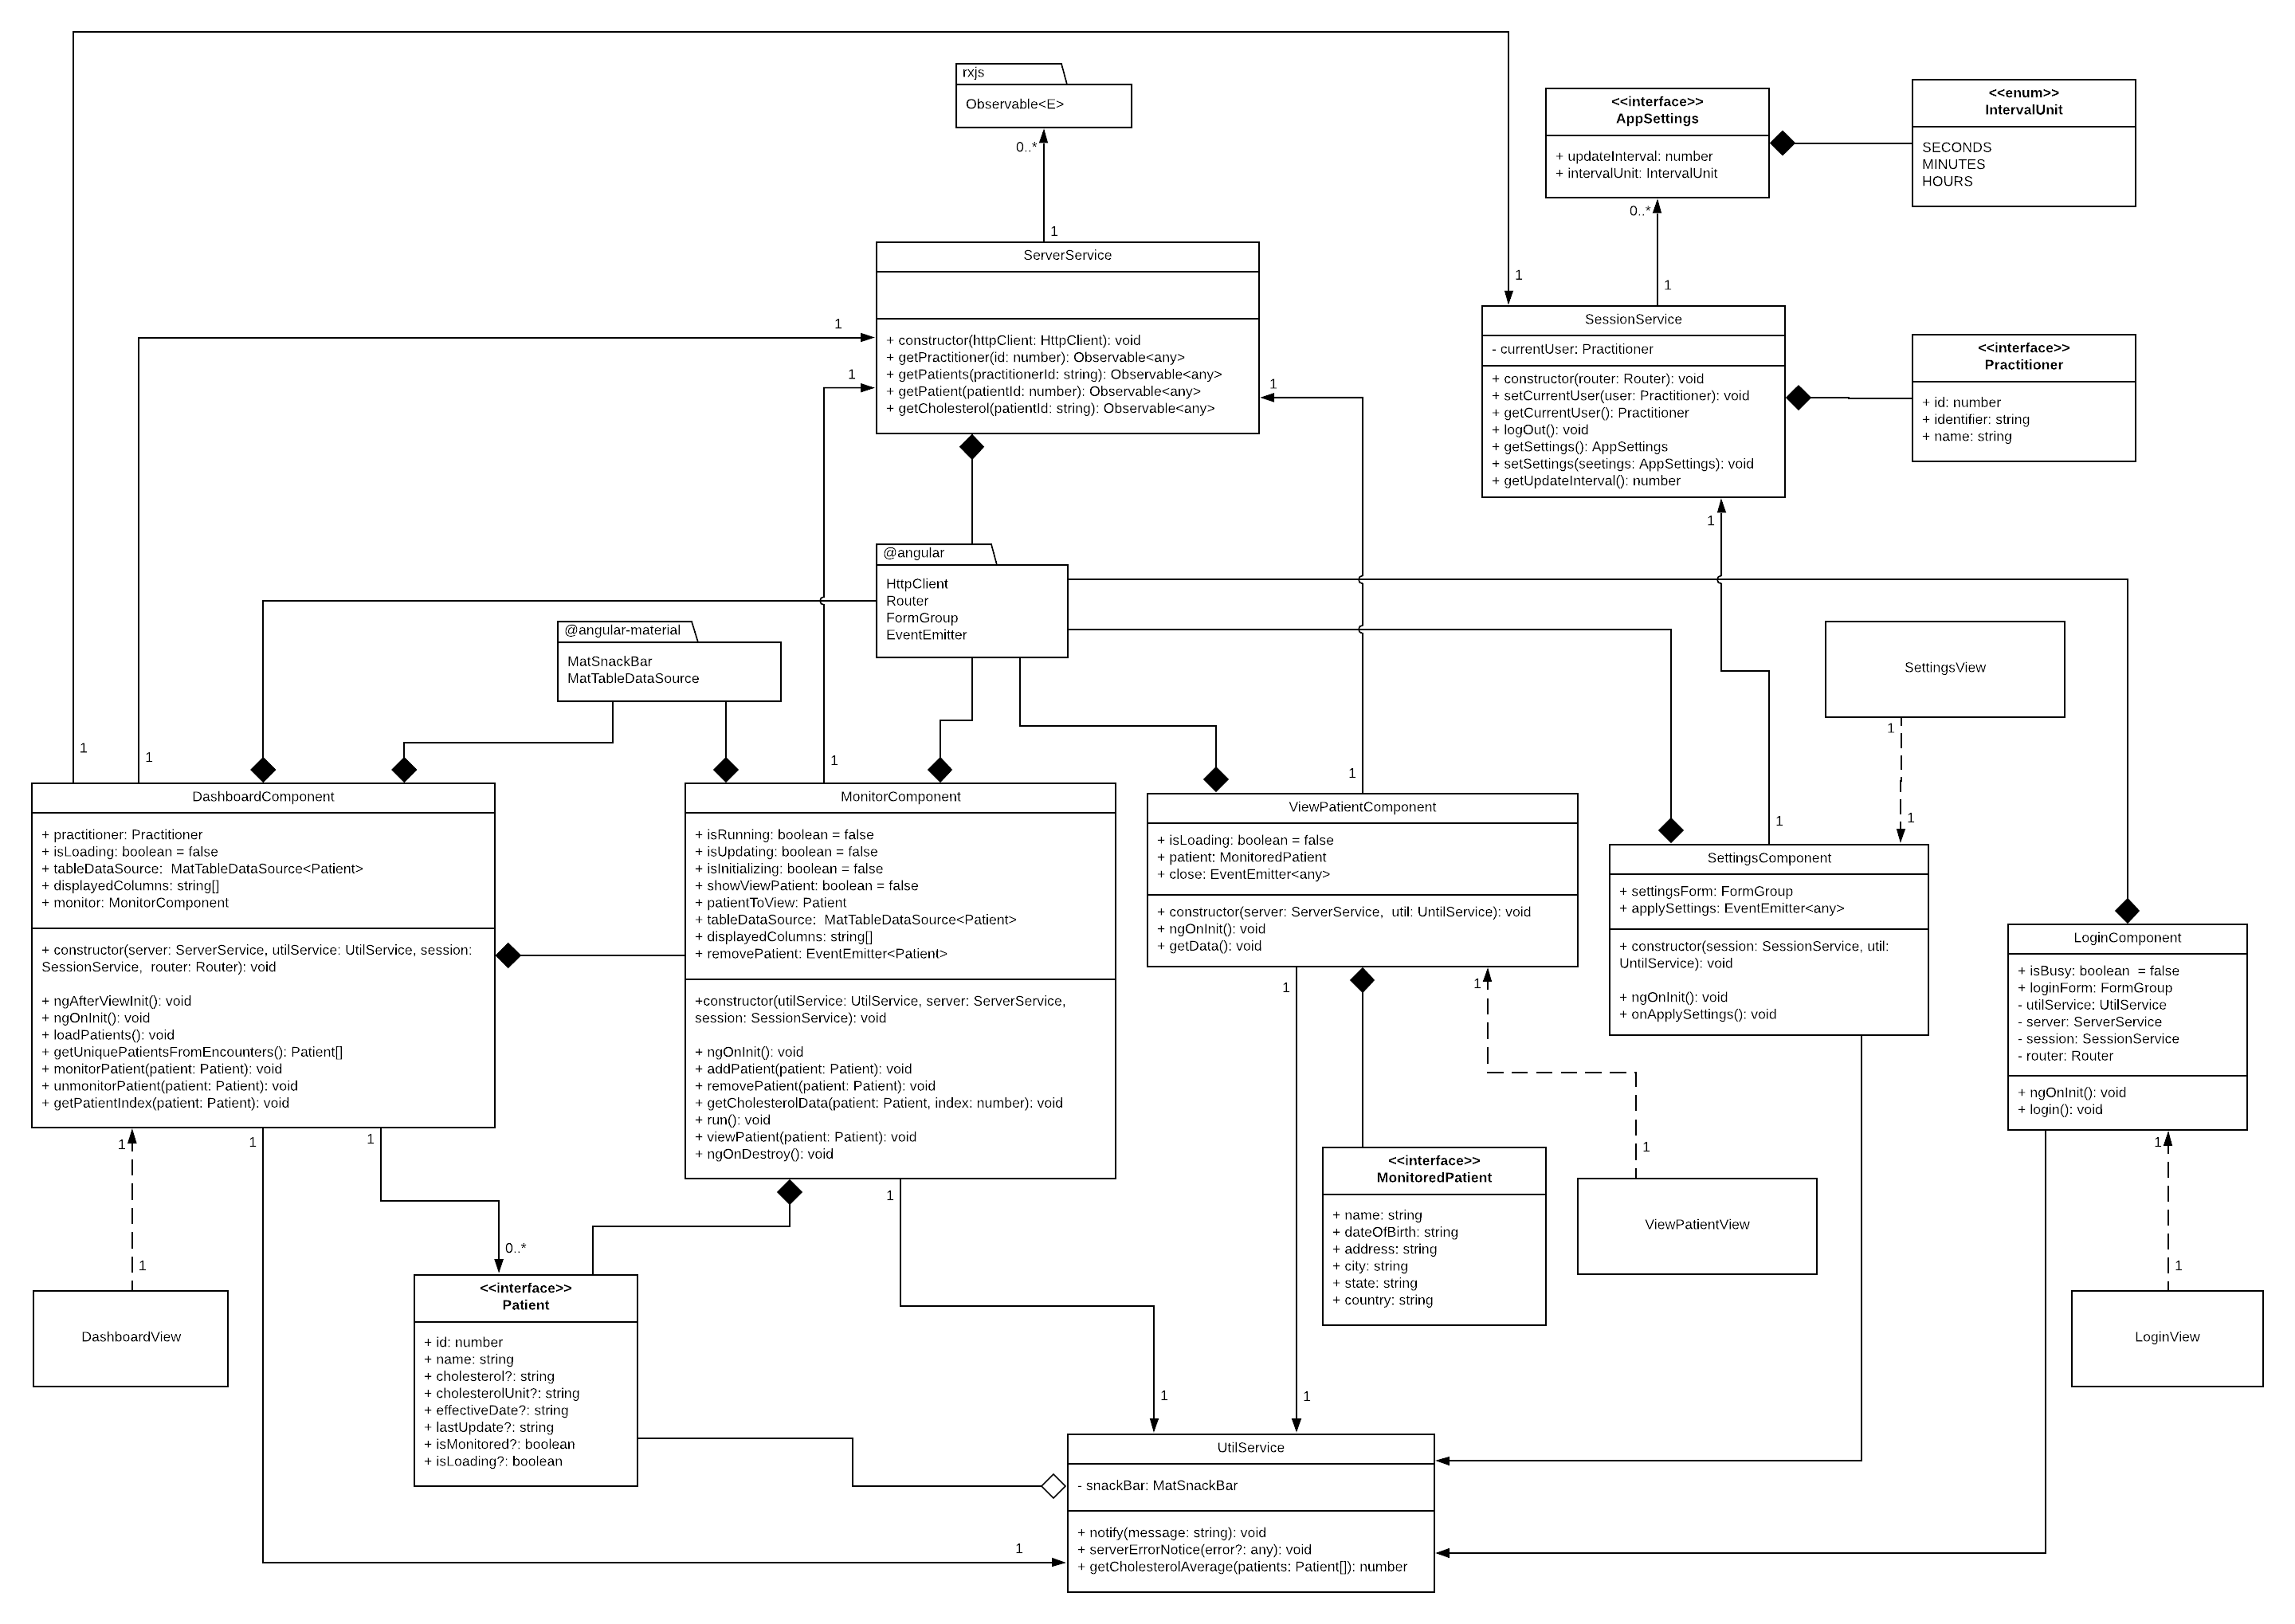 rxjs
Observable<E>
0..*
1
<<interface>>
AppSettings
+ updateInterval: number
+ intervalUnit: IntervalUnit
<<enum>>
IntervalUnit
SECONDS
MINUTES
HOURS
0..*
1
1
ServerService
+ constructor(httpClient: HttpClient): void
+ getPractitioner(id: number): Observable<any>
+ getPatients(practitionerId: string): Observable<any>
+ getPatient(patientId: number): Observable<any>
+ getCholesterol(patientId: string): Observable<any>
1
1
1
SessionService
- currentUser: Practitioner
+ constructor(router: Router): void
+ setCurrentUser(user: Practitioner): void
+ getCurrentUser(): Practitioner
+ logOut(): void
+ getSettings(): AppSettings
+ setSettings(seetings: AppSettings): void
+ getUpdateInterval(): number
1
<<interface>>
Practitioner
+ id: number
+ identifier: string
+ name: string
@angular
HttpClient
Router
FormGroup
EventEmitter
@angular-material
MatSnackBar
MatTableDataSource
SettingsView
1
1
1
1
1
1
1
DashboardComponent
+ practitioner: Practitioner
+ isLoading: boolean = false
+ tableDataSource:  MatTableDataSource<Patient>
+ displayedColumns: string[]
+ monitor: MonitorComponent
+ constructor(server: ServerService, utilService: UtilService, session:
SessionService,  router: Router): void
+ ngAfterViewInit(): void
+ ngOnInit(): void
+ loadPatients(): void
+ getUniquePatientsFromEncounters(): Patient[]
+ monitorPatient(patient: Patient): void
+ unmonitorPatient(patient: Patient): void
+ getPatientIndex(patient: Patient): void
MonitorComponent
+ isRunning: boolean = false
+ isUpdating: boolean = false
+ isInitializing: boolean = false
+ showViewPatient: boolean = false
+ patientToView: Patient
+ tableDataSource:  MatTableDataSource<Patient>
+ displayedColumns: string[]
+ removePatient: EventEmitter<Patient>
+constructor(utilService: UtilService, server: ServerService,
session: SessionService): void
+ ngOnInit(): void
+ addPatient(patient: Patient): void
+ removePatient(patient: Patient): void
+ getCholesterolData(patient: Patient, index: number): void
+ run(): void
+ viewPatient(patient: Patient): void
+ ngOnDestroy(): void
ViewPatientComponent
+ isLoading: boolean = false
+ patient: MonitoredPatient
+ close: EventEmitter<any>
+ constructor(server: ServerService,  util: UntilService): void
+ ngOnInit(): void
+ getData(): void
SettingsComponent
+ settingsForm: FormGroup
+ applySettings: EventEmitter<any>
+ constructor(session: SessionService, util:
UntilService): void
+ ngOnInit(): void
+ onApplySettings(): void
LoginComponent
+ isBusy: boolean  = false
+ loginForm: FormGroup
- utilService: UtilService
- server: ServerService
- session: SessionService
- router: Router
+ ngOnInit(): void
+ login(): void
1
1
1
1
1
1
1
1
0..*
1
1
1
<<interface>>
MonitoredPatient
+ name: string
+ dateOfBirth: string
+ address: string
+ city: string
+ state: string
+ country: string
ViewPatientView
DashboardView
<<interface>>
Patient
+ id: number
+ name: string
+ cholesterol?: string
+ cholesterolUnit?: string
+ effectiveDate?: string
+ lastUpdate?: string
+ isMonitored?: boolean
+ isLoading?: boolean
LoginView
1
1
1
UtilService
- snackBar: MatSnackBar
+ notify(message: string): void
+ serverErrorNotice(error?: any): void
+ getCholesterolAverage(patients: Patient[]): number